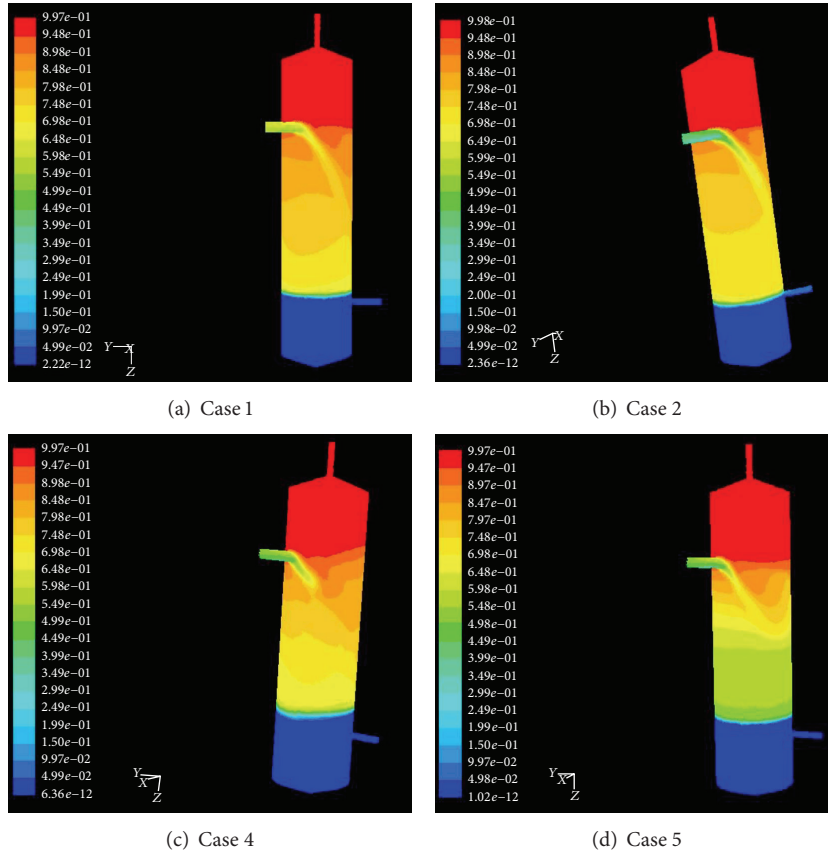 9.97e−01
9.48e−01
8.98e−01
8.48e−01
7.98e−01
7.48e−01
6.98e−01
6.48e−01
5.98e−01
5.49e−01
4.99e−01
4.49e−01
3.99e−01
3.49e−01
2.99e−01
2.49e−01
1.99e−01
1.50e−01
9.97e−02
4.99e−02
2.22e−12
Y X
Z
(a) Case 1
9.98e−01
9.48e−01
8.98e−01
8.48e−01
7.98e−01
7.48e−01
6.98e−01
6.48e−01
5.99e−01
5.49e−01
4.99e−01
4.49e−01
3.99e−01
3.49e−01
2.99e−01
2.49e−01
2.00e−01
1.50e−01
9.98e−02
4.99e−02
2.36e−12
Y X
Z
(b) Case 2
9.97e−01
9.48e−01
8.98e−01
8.48e−01
7.98e−01
7.48e−01
6.98e−01
6.48e−01
5.98e−01
5.49e−01
4.99e−01
4.49e−01
3.99e−01
3.49e−01
2.99e−01
2.49e−01
1.99e−01
1.50e−01
9.97e−02
4.99e−02
6.36e−12
Y
X
Z
(c) Case 4
9.97e−01
9.47e−01
8.97e−01
8.47e−01
7.97e−01
7.48e−01
6.98e−01
6.48e−01
5.98e−01
5.48e−01
4.98e−01
4.49e−01
3.99e−01
3.49e−01
2.99e−01
2.49e−01
1.99e−01
1.50e−01
9.97e−02
4.98e−02
1.02e−12
Y
X
Z
(d) Case 5